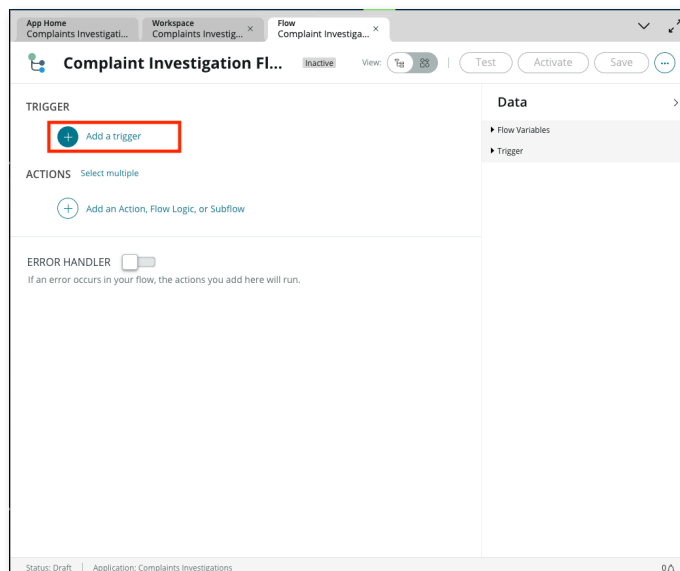 App Home
Complaints Investigati...
Workspace
Complaints Investig... ×
Flow
Complaint Investiga... ×
Complaint Investigation Fl...
Inactive
View:
Test
Activate
Save
TRIGGER
Add a trigger
ACTIONS Select multiple
Add an Action, Flow Logic, or Subflow
ERROR HANDLER
If an error occurs in your flow, the actions you add here will run.
Data
Flow Variables
Trigger
Status: Draft | Application: Complaints Investigations
0